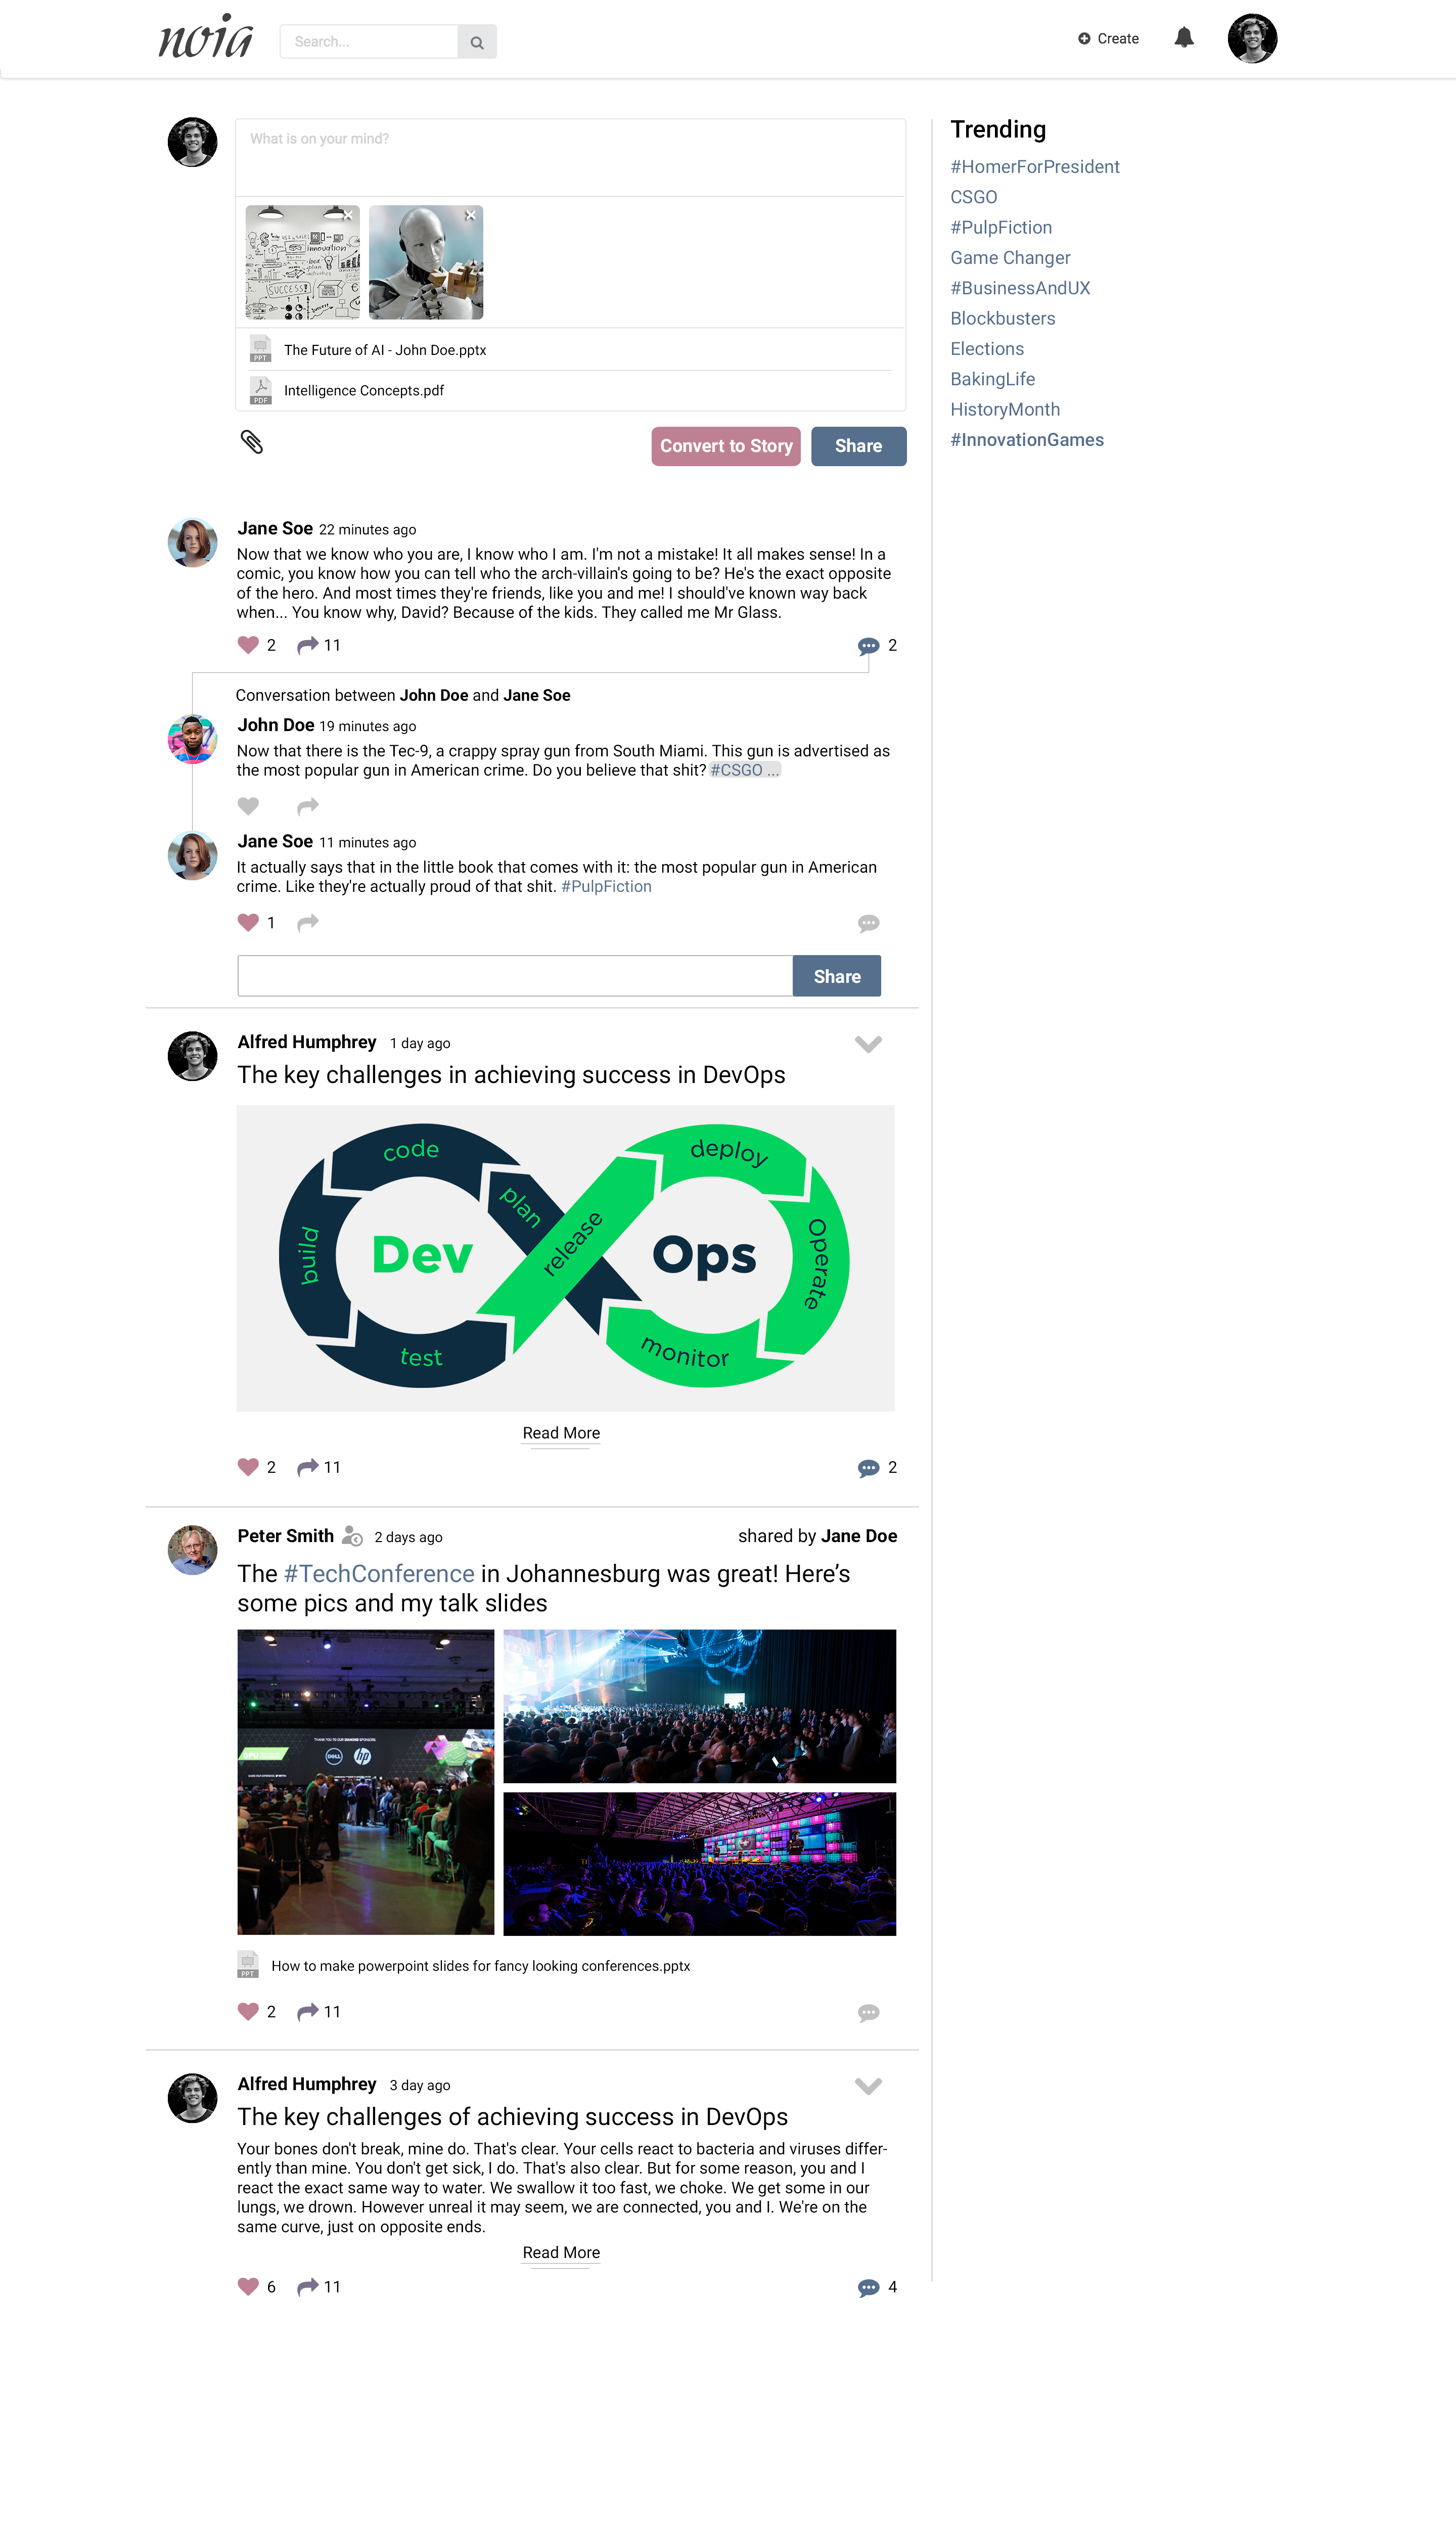 noia
Search...
Create
What is on your mind?
innovation
SUCCESS!
PPT
The Future of AI - John Doe.pptx
PDF
Intelligence Concepts.pdf
Convert to Story
Share
Trending
#HomerForPresident
CSGO
#PulpFiction
Game Changer
#BusinessAndUX
Blockbusters
Elections
BakingLife
HistoryMonth
#InnovationGames
Jane Soe 22 minutes ago
Now that we know who you are, I know who I am. I'm not a mistake! It all makes sense! In a
comic, you know how you can tell who the arch-villain's going to be? He's the exact opposite
of the hero. And most times they're friends, like you and me! I should've known way back
when... You know why, David? Because of the kids. They called me Mr Glass.
2 11 2
Conversation between John Doe and Jane Soe
John Doe 19 minutes ago
Now that there is the Tec-9, a crappy spray gun from South Miami. This gun is advertised as
the most popular gun in American crime. Do you believe that shit? #CSGO ...
Jane Soe 11 minutes ago
It actually says that in the little book that comes with it: the most popular gun in American
crime. Like they're actually proud of that shit. #PulpFiction
1
Share
Alfred Humphrey 1 day ago
The key challenges in achieving success in DevOps
code
plan
build
Dev
test
release
deploy
Ops
Operate
monitor
Read More
2 11 2
Peter Smith 2 days ago shared by Jane Doe
The #TechConference in Johannesburg was great! Here’s
some pics and my talk slides
DELL
hp
PPT
How to make powerpoint slides for fancy looking conferences.pptx
2 11
Alfred Humphrey 3 day ago
The key challenges of achieving success in DevOps
Your bones don't break, mine do. That's clear. Your cells react to bacteria and viruses differ-
ently than mine. You don't get sick, I do. That's also clear. But for some reason, you and I
react the exact same way to water. We swallow it too fast, we choke. We get some in our
lungs, we drown. However unreal it may seem, we are connected, you and I. We're on the
same curve, just on opposite ends.
Read More
6 11 4